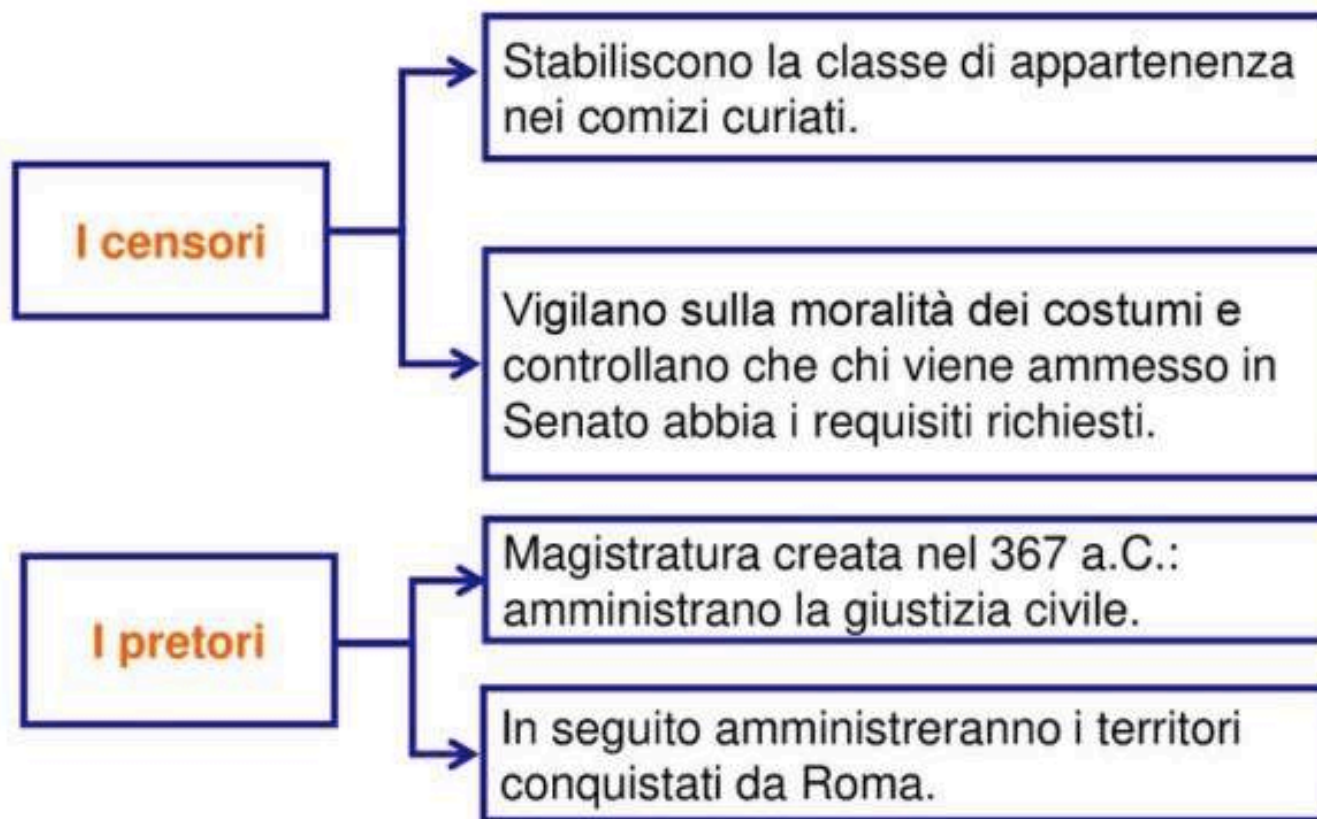 I censori
Stabiliscono la classe di appartenenza
nei comizi curiati.
Vigilano sulla moralità dei costumi e
controllano che chi viene ammesso in
Senato abbia i requisiti richiesti.
I pretori
Magistratura creata nel 367 a.C.:
amministrano la giustizia civile.
In seguito amministreranno i territori
conquistati da Roma.